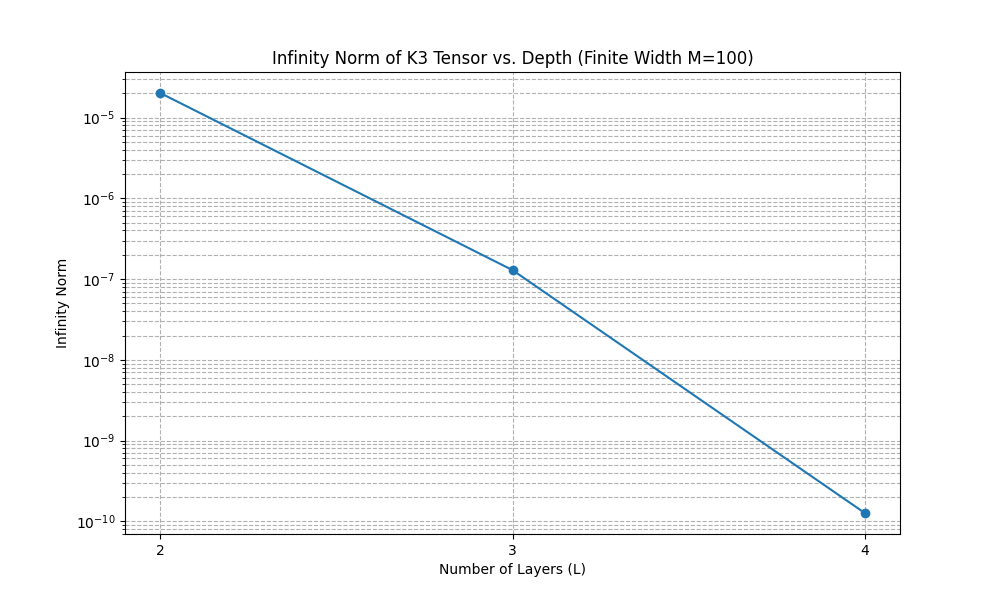 Infinity Norm of K3 Tensor vs. Depth (Finite Width M=100)
Infinity Norm
10⁻⁵
10⁻⁶
10⁻⁷
10⁻⁸
10⁻⁹
10⁻¹⁰
2 3 4
Number of Layers (L)